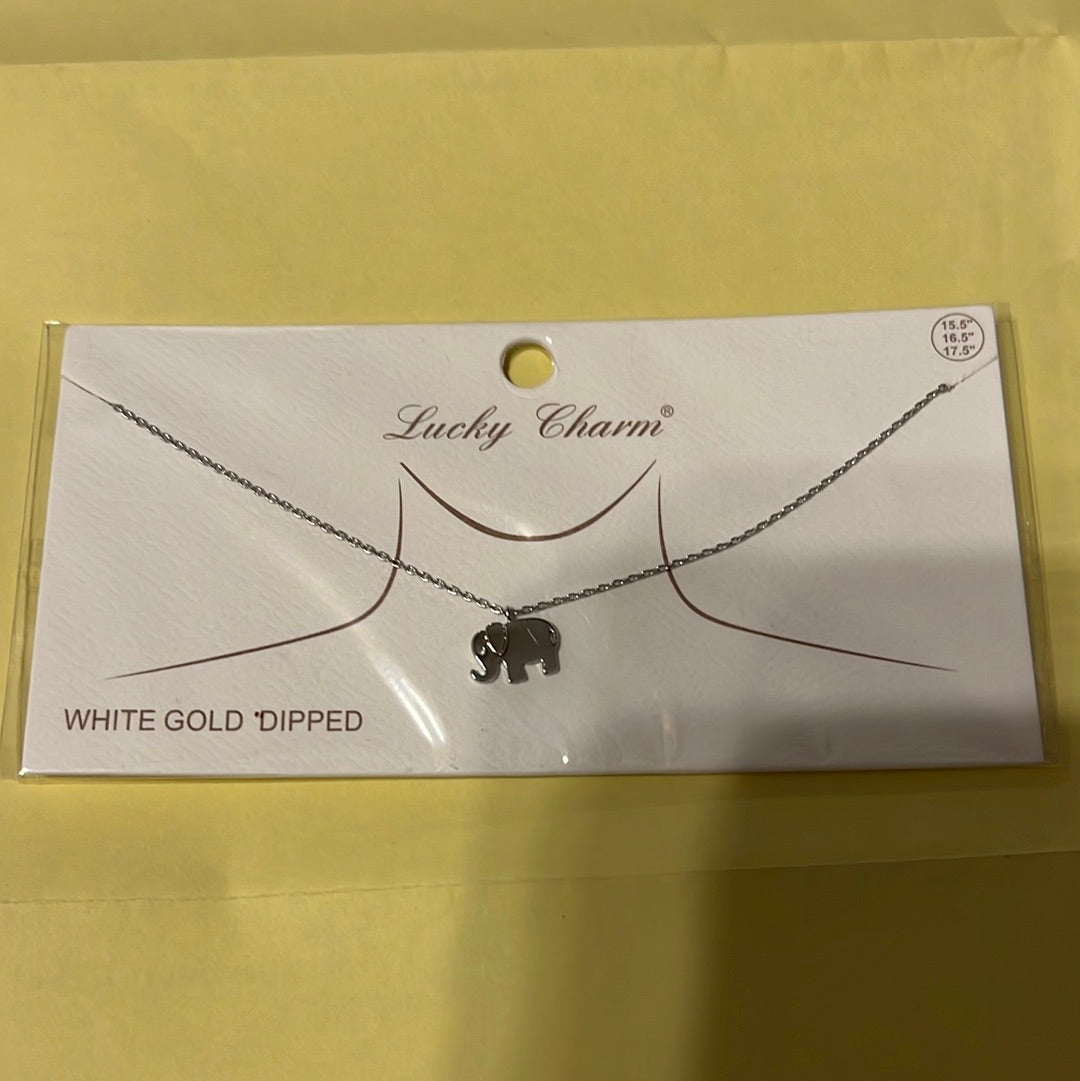 15.5"
16.5"
17.5"
Lucky Charm®
WHITE GOLD DIPPED